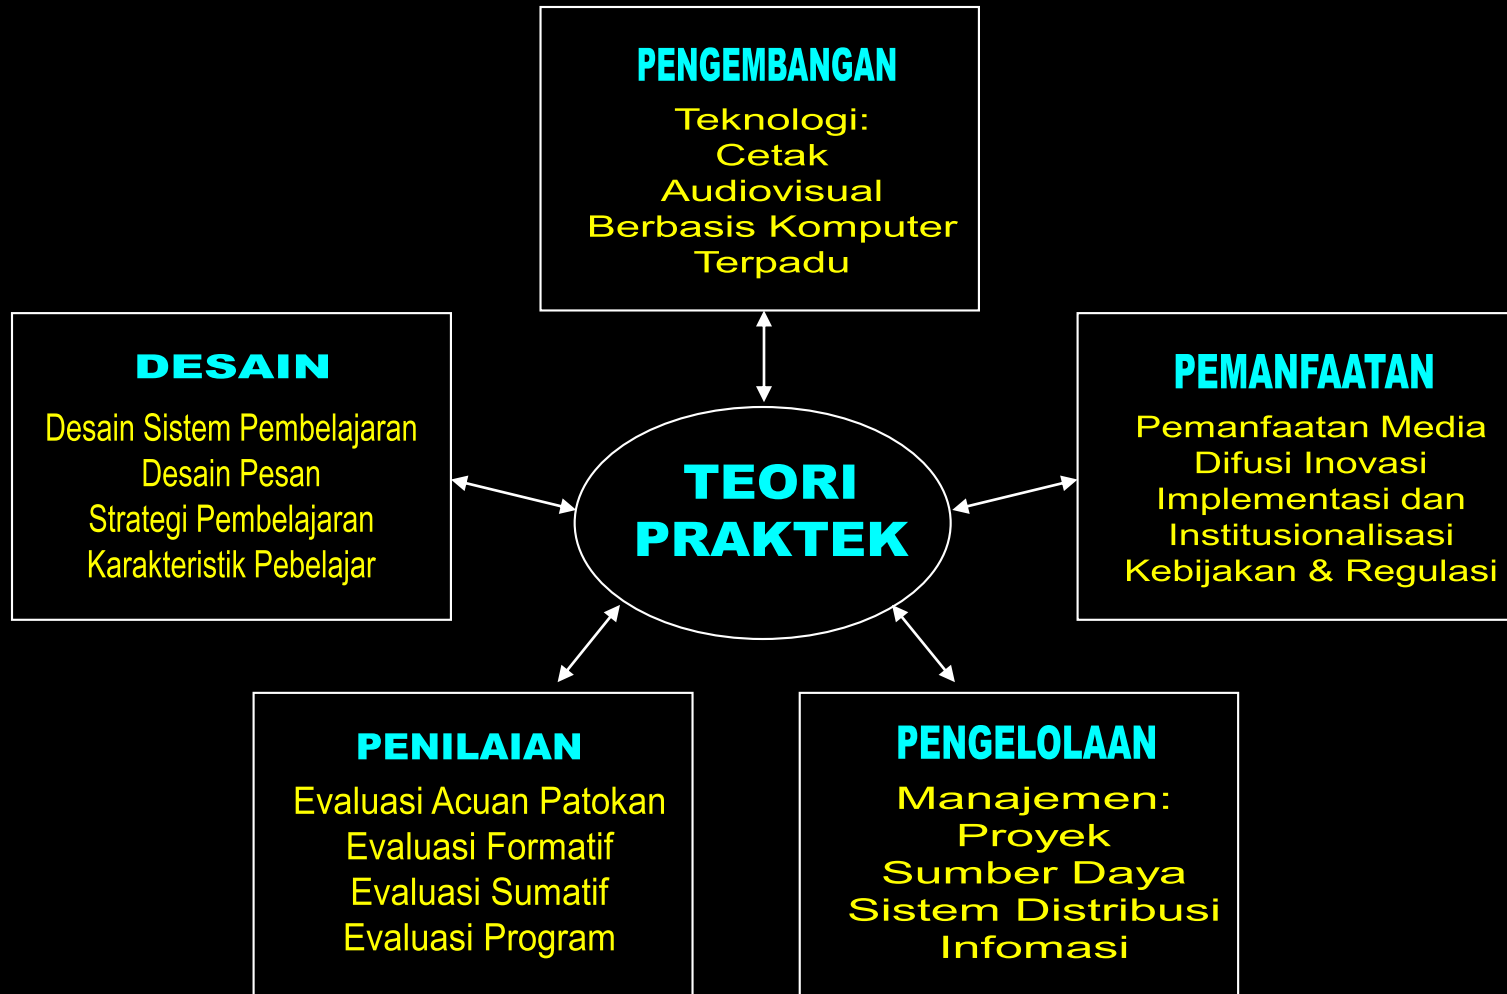 PENGEMBANGAN
Teknologi:
Cetak
Audiovisual
Berbasis Komputer
Terpadu
DESAIN
Desain Sistem Pembelajaran
Desain Pesan
Strategi Pembelajaran
Karakteristik Pebelajar
TEORI
PRAKTEK
PEMANFAATAN
Pemanfaatan Media
Difusi Inovasi
Implementasi dan
Institusionalisasi
Kebijakan & Regulasi
PENILAIAN
Evaluasi Acuan Patokan
Evaluasi Formatif
Evaluasi Sumatif
Evaluasi Program
PENGELOLAAN
Manajemen:
Proyek
Sumber Daya
Sistem Distribusi
Infomasi